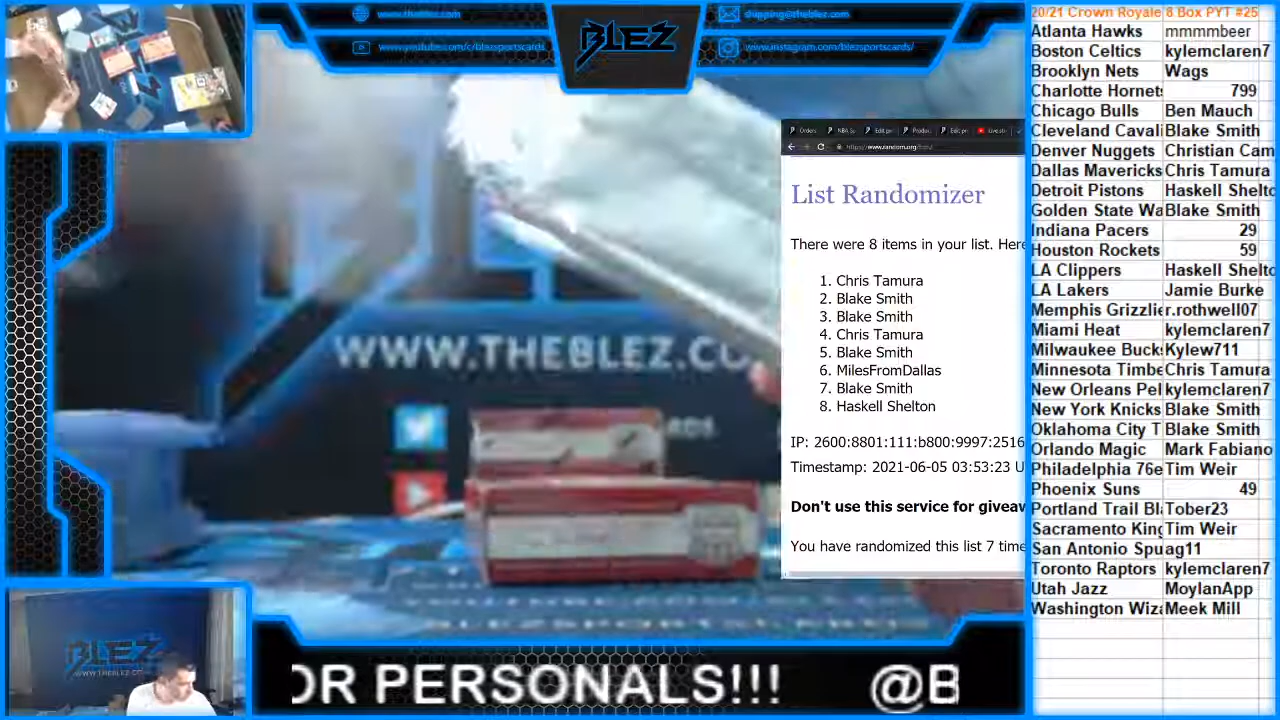 www.theblez.com
shipping@theblez.com
www.youtube.com/c/blezsportscards
www.instagram.com/blezsportscards/
BLEZ
WWW.THEBLEZ.CO
List Randomizer
There were 8 items in your list. Here
1. Chris Tamura
2. Blake Smith
3. Blake Smith
4. Chris Tamura
5. Blake Smith
6. MilesFromDallas
7. Blake Smith
8. Haskell Shelton
IP: 2600:8801:111:b800:9997:2516
Timestamp: 2021-06-05 03:53:23 U
Don't use this service for giveaw
You have randomized this list 7 time
20/21 Crown Royale 8 Box PYT #25
Atlanta Hawks mmmmbeer
Boston Celtics kylemclaren7
Brooklyn Nets Wags
Charlotte Hornets 799
Chicago Bulls Ben Mauch
Cleveland Cavali Blake Smith
Denver Nuggets Christian Cam
Dallas Mavericks Chris Tamura
Detroit Pistons Haskell Shelto
Golden State Wa Blake Smith
Indiana Pacers 29
Houston Rockets 59
LA Clippers Haskell Shelto
LA Lakers Jamie Burke
Memphis Grizzlie r.rothwell07
Miami Heat kylemclaren7
Milwaukee Bucks Kylew711
Minnesota Timbe Chris Tamura
New Orleans Pel kylemclaren7
New York Knicks Blake Smith
Oklahoma City T Blake Smith
Orlando Magic Mark Fabiano
Philadelphia 76e Tim Weir
Phoenix Suns 49
Portland Trail Bla Tober23
Sacramento King Tim Weir
San Antonio Spu ag11
Toronto Raptors kylemclaren7
Utah Jazz MoylanApp
Washington Wiza Meek Mill
BLEZ
WWW.THEBLEZ.CO
OR PERSONALS!!! @B